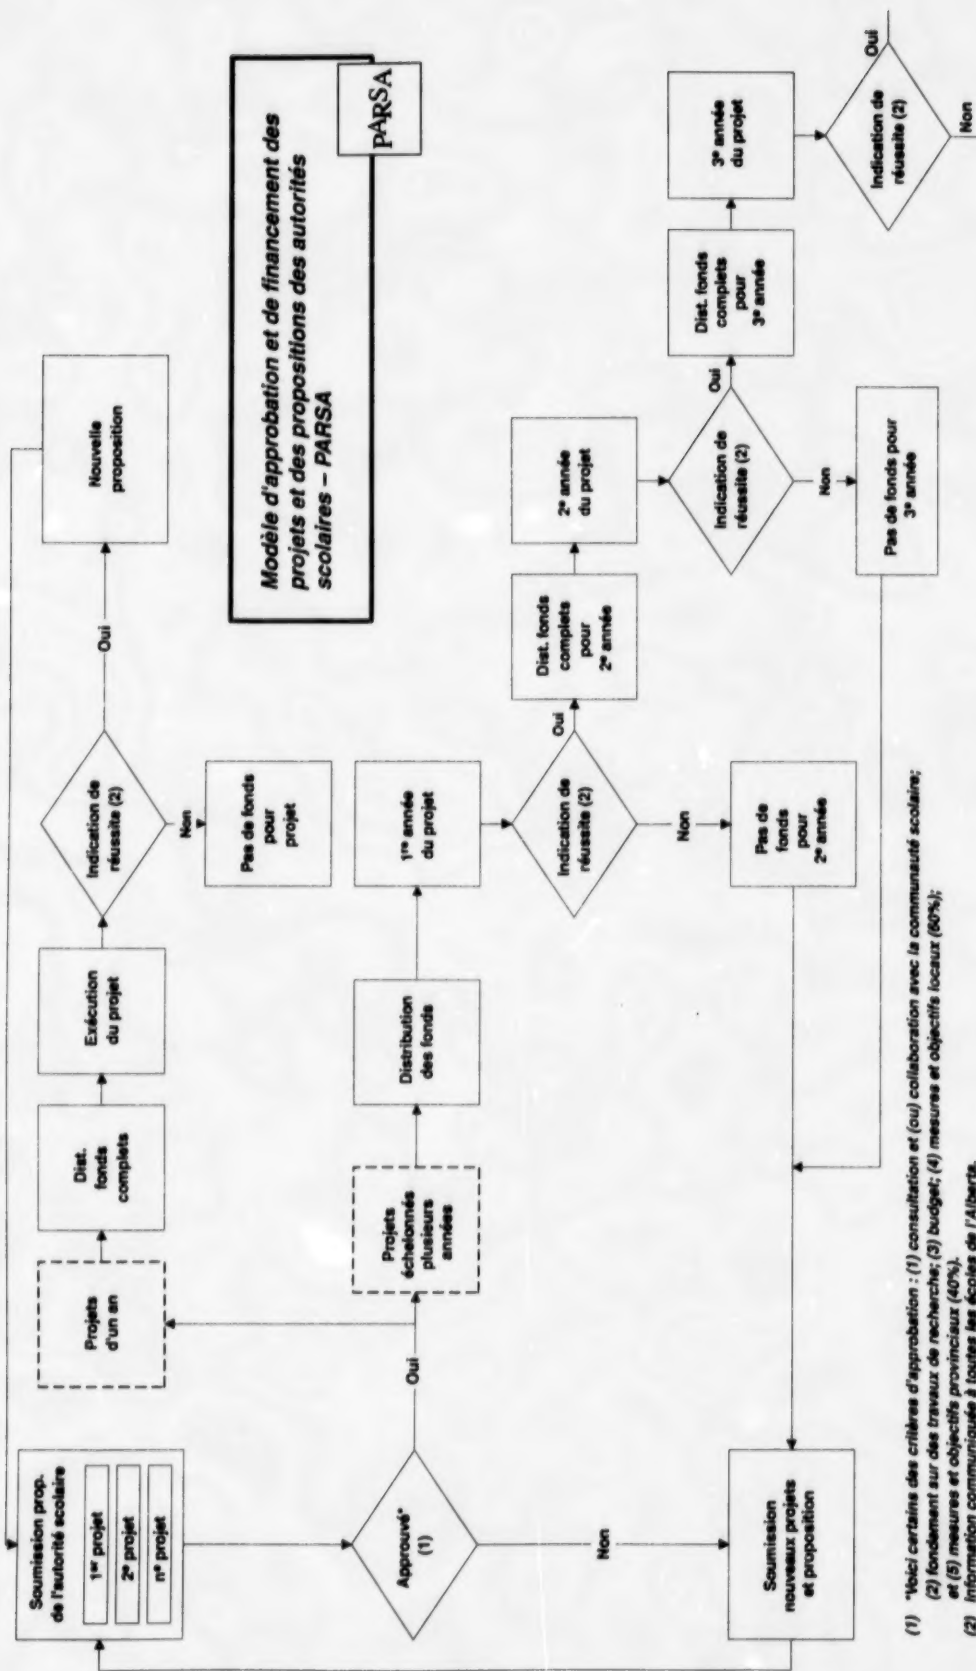 Modèle d'approbation et de financement des
projets et des propositions des autorités
scolaires – PARSA
PARSA
Soumission prop.
de l'autorité scolaire
1er projet
2e projet
ne projet
Approuvé*
(1)
Oui
Non
Projets
d'un an
Dist.
fonds
complets
Exécution
du projet
Indication de
réussite (2)
Oui
Nouvelle
proposition
Non
Pas de fonds
pour
projet
Projets
échelonnés
plusieurs
années
Distribution
des fonds
1re année
du projet
Indication de
réussite (2)
Oui
Non
Pas de
fonds
pour
2e année
Dist. fonds
complets
pour
2e année
2e année
du projet
Indication de
réussite (2)
Oui
Non
Pas de fonds pour
3e année
Dist. fonds
complets
pour
3e année
3e année
du projet
Indication de
réussite (2)
Oui
Non
Soumission
nouveaux projets
et proposition
(1) *Voici certains des critères d'approbation : (1) consultation et (ou) collaboration avec la communauté scolaire;
(2) fondement sur des travaux de recherche; (3) budget; (4) mesures et objectifs locaux (60%);
et (5) mesures et objectifs provinciaux (40%).
(2) Information communiquée à toutes les écoles de l'Alberta.